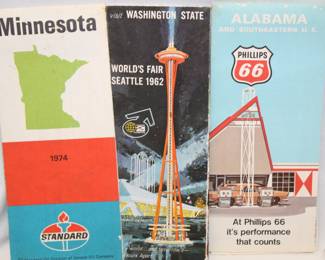 Minnesota
1974
STANDARD
visit WASHINGTON STATE
WORLD'S FAIR
SEATTLE 1962
ALABAMA
AND SOUTHEASTERN U.S.
PHILLIPS
66
At Phillips 66
it's performance
that counts